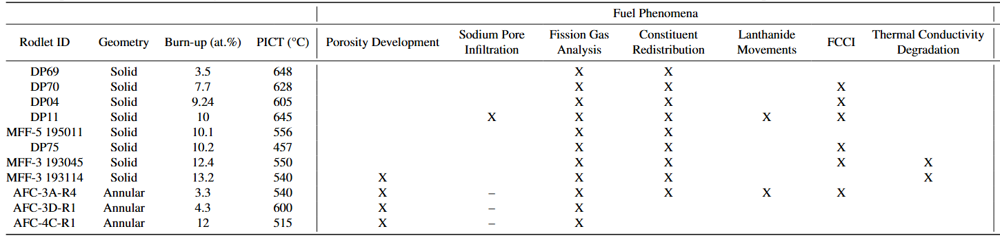 Fuel Phenomena
Rodlet ID Geometry Burn-up (at.%) PICT (°C) Porosity Development Sodium Pore Infiltration Fission Gas Analysis Constituent Redistribution Lanthanide Movements FCCI Thermal Conductivity Degradation
DP69 Solid 3.5 648 X X
DP70 Solid 7.7 628 X X X
DP04 Solid 9.24 605 X X X
DP11 Solid 10 645 X X X X X
MFF-5 195011 Solid 10.1 556 X X
DP75 Solid 10.2 457 X X X
MFF-3 193045 Solid 12.4 550 X X X X
MFF-3 193114 Solid 13.2 540 X X X X
AFC-3A-R4 Annular 3.3 540 X – X X X X
AFC-3D-R1 Annular 4.3 600 X – X
AFC-4C-R1 Annular 12 515 X – X